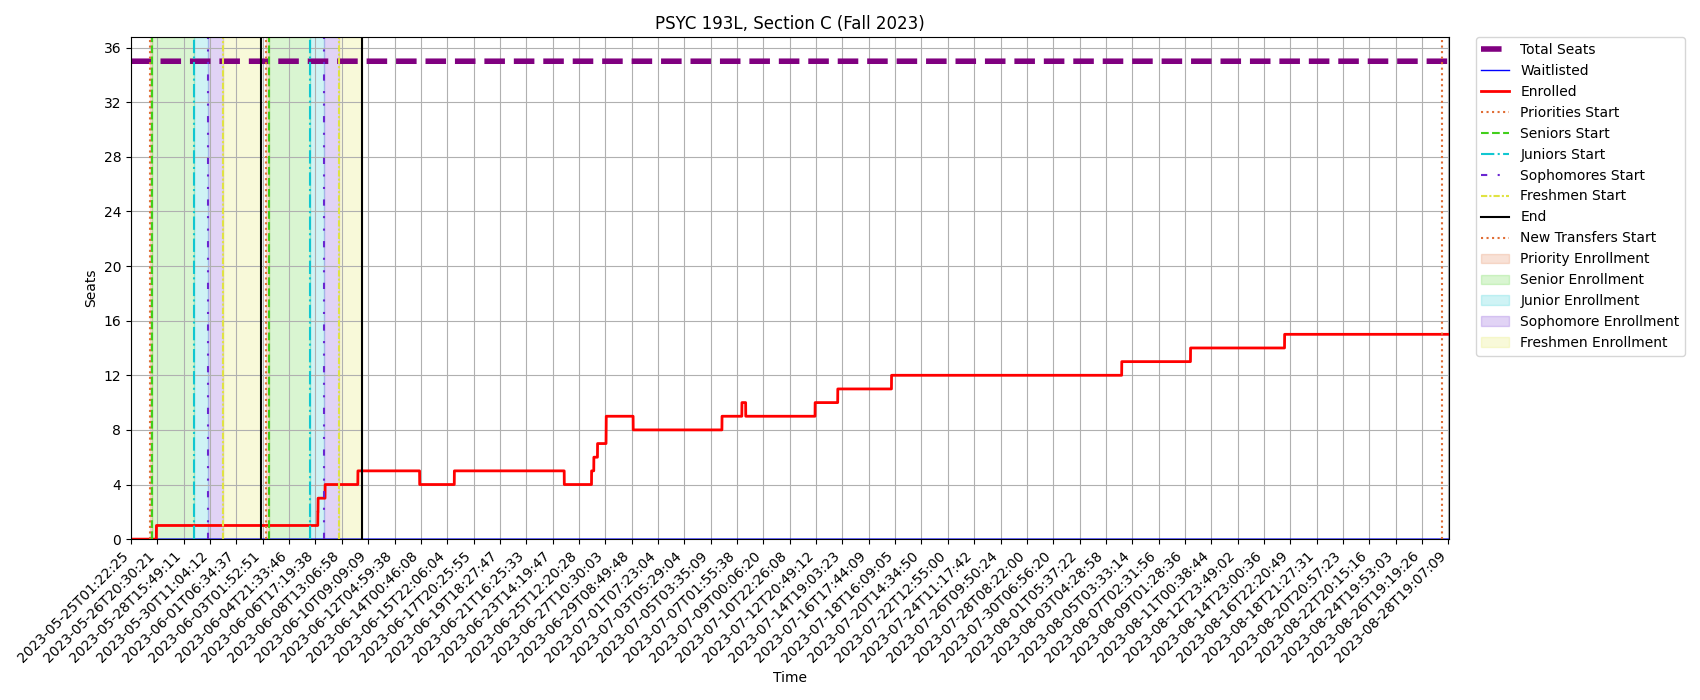 PSYC 193L, Section C (Fall 2023)
36
32
28
24
20
16
12
8
4
0
Seats
2023-05-25T01:22:25
2023-05-26T20:30:21
2023-05-28T15:49:11
2023-05-30T11:04:12
2023-06-01T06:34:37
2023-06-03T01:52:51
2023-06-04T21:33:46
2023-06-06T17:19:38
2023-06-08T13:06:58
2023-06-10T09:09:09
2023-06-12T04:59:38
2023-06-14T00:46:08
2023-06-15T22:06:04
2023-06-17T20:25:55
2023-06-19T18:27:47
2023-06-21T16:25:33
2023-06-23T14:19:47
2023-06-25T12:20:28
2023-06-27T10:30:03
2023-06-29T08:49:48
2023-07-01T07:23:04
2023-07-03T05:29:04
2023-07-05T03:35:09
2023-07-07T01:55:38
2023-07-09T00:06:20
2023-07-10T22:26:08
2023-07-12T20:49:12
2023-07-14T19:03:23
2023-07-16T17:44:09
2023-07-18T16:09:05
2023-07-20T14:34:50
2023-07-22T12:55:00
2023-07-24T11:17:42
2023-07-26T09:50:24
2023-07-28T08:22:00
2023-07-30T06:56:20
2023-08-01T05:37:22
2023-08-03T04:28:58
2023-08-05T03:33:14
2023-08-07T02:31:56
2023-08-09T01:28:36
2023-08-11T00:38:44
2023-08-12T23:49:02
2023-08-14T23:00:36
2023-08-16T22:20:49
2023-08-18T21:27:31
2023-08-20T20:57:23
2023-08-22T20:15:16
2023-08-24T19:53:03
2023-08-26T19:19:26
2023-08-28T19:07:09
Time
Total Seats
Waitlisted
Enrolled
Priorities Start
Seniors Start
Juniors Start
Sophomores Start
Freshmen Start
End
New Transfers Start
Priority Enrollment
Senior Enrollment
Junior Enrollment
Sophomore Enrollment
Freshmen Enrollment